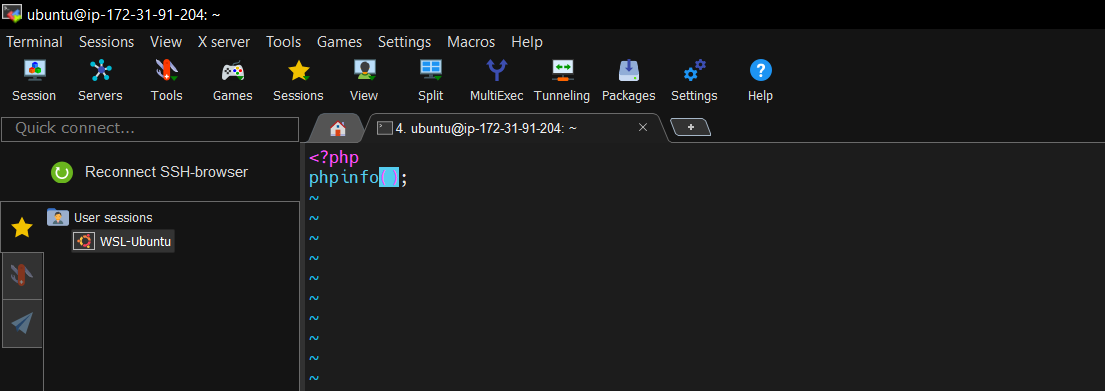 ubuntu@ip-172-31-91-204: ~
Terminal Sessions View X server Tools Games Settings Macros Help
Session Servers Tools Games Sessions View Split MultiExec Tunneling Packages Settings Help
Quick connect...
4. ubuntu@ip-172-31-91-204: ~
Reconnect SSH-browser
User sessions
WSL-Ubuntu
<?php
phpinfo();
~
~
~
~
~
~
~
~
~
~